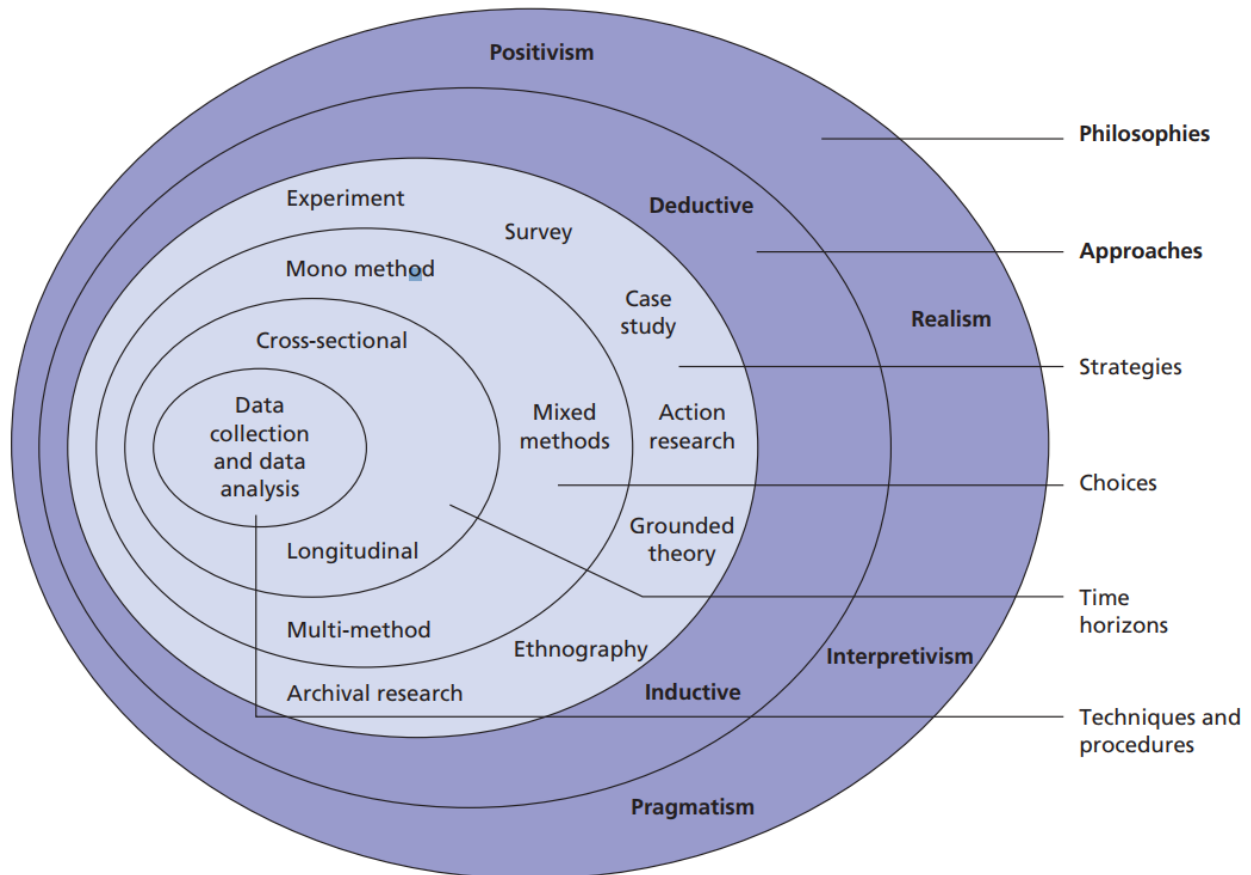 Positivism
Philosophies
Experiment
Deductive
Survey
Approaches
Mono method
Case
study
Realism
Cross-sectional
Strategies
Data
collection
and data
analysis
Mixed
methods
Action
research
Choices
Grounded
theory
Longitudinal
Time
horizons
Multi-method
Ethnography
Interpretivism
Archival research
Inductive
Techniques and
procedures
Pragmatism